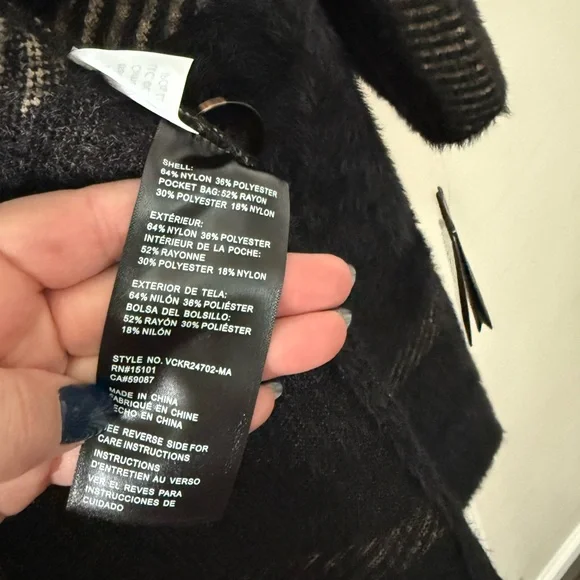 SHELL:
64% NYLON 36% POLYESTER
POCKET BAG: 52% RAYON
30% POLYESTER 18% NYLON
EXTÉRIEUR:
64% NYLON 36% POLYESTER
INTÉRIEUR DE LA POCHE:
52% RAYONNE
30% POLYESTER 18% NYLON
EXTERIOR DE TELA:
64% NILÓN 36% POLIÉSTER
BOLSA DEL BOLSILLO:
52% RAYÓN 30% POLIÉSTER
18% NILÓN
STYLE NO. VCKR24702-MA
RN#15101
CA#59087
MADE IN CHINA
FABRIQUÉ EN CHINE
ECHO EN CHINA
EE REVERSE SIDE FOR
CARE INSTRUCTIONS
INSTRUCTIONS
D'ENTRETIEN AU VERSO
VER EL REVES PARA
INSTRUCCIONES DE
CUIDADO